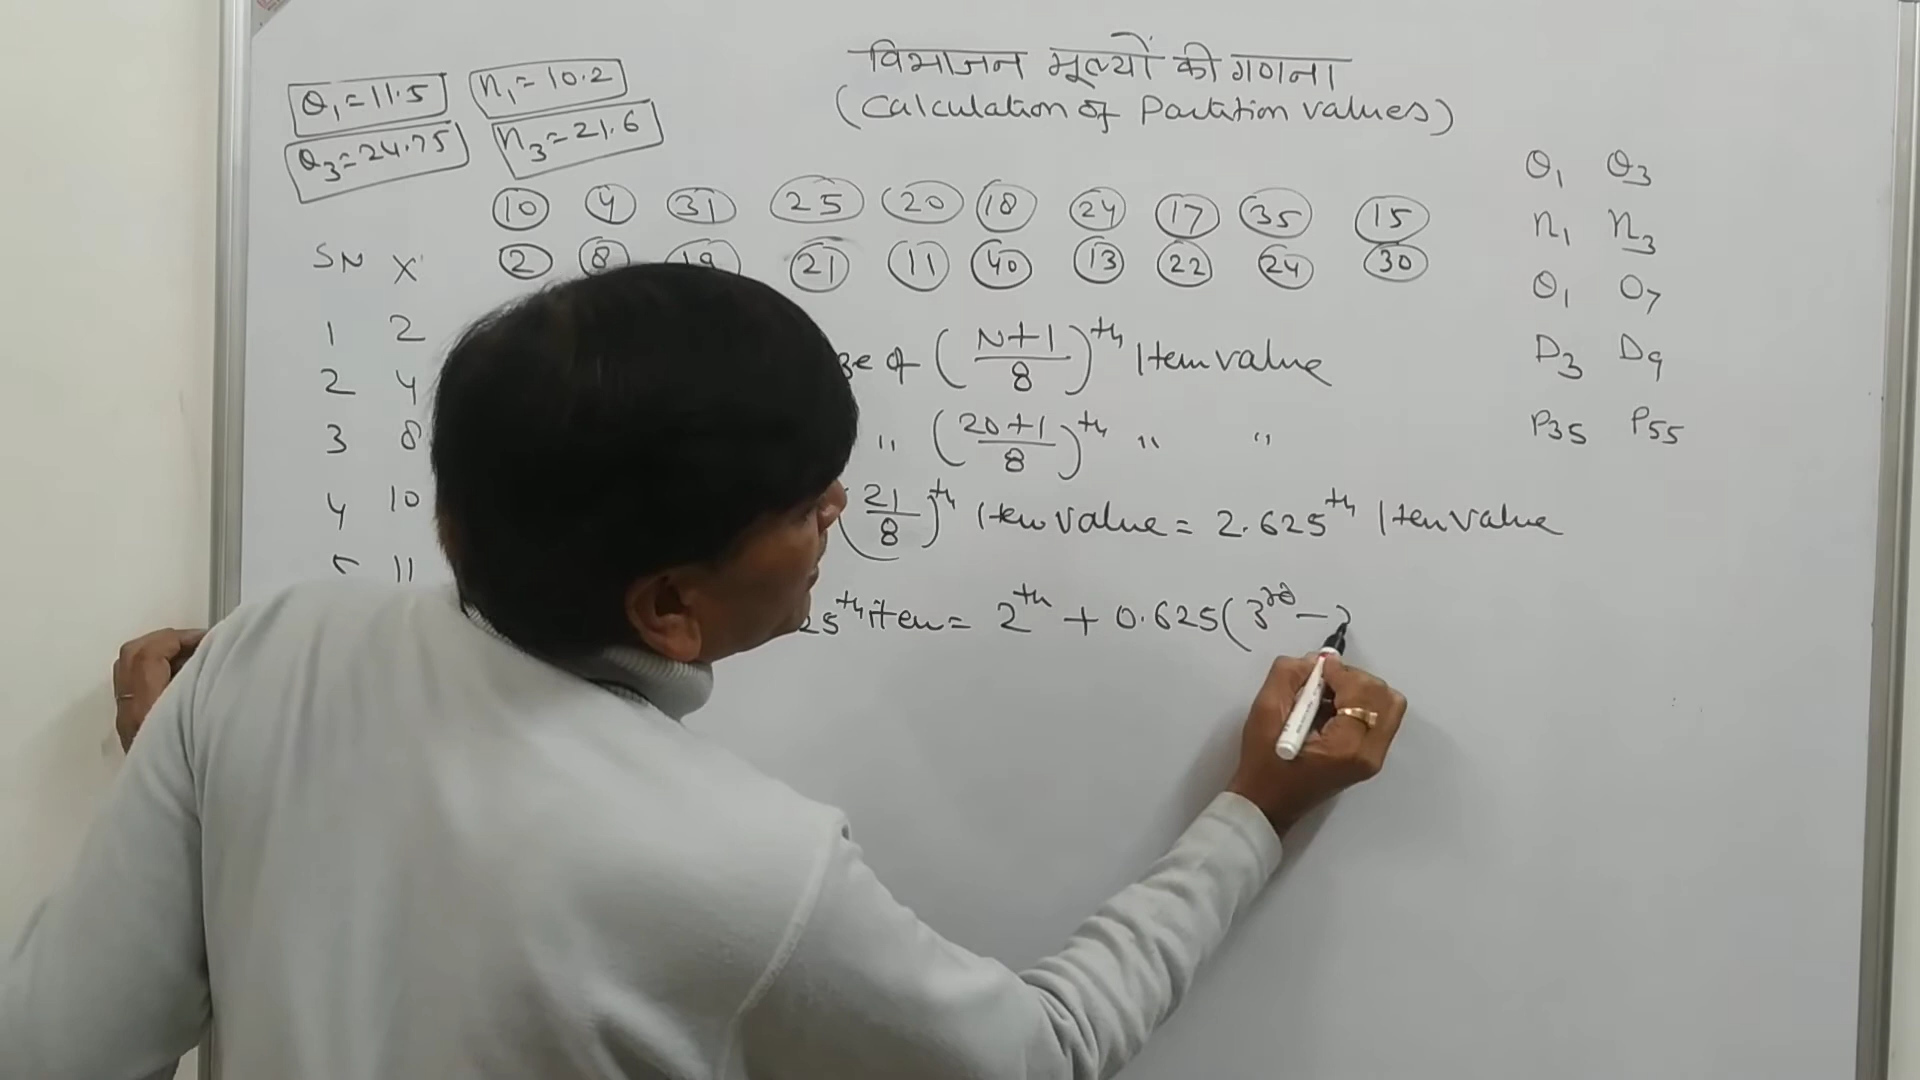 विभाजन मूल्यों की गणना
(Calculation of Partition values)
Q₁=11.5 n₁=10.2
Q₃=24.75 n₃=21.6
10 4 31 25 20 18 24 17 35 15
2 8 19 21 11 40 13 22 24 30
Q₁ Q₃
n₁ n₃
O₁ O₇
D₃ D₉
P₃₅ P₅₅
SN X
1 2
2 4
3 8
4 10
5 11
of (N+1/8)ᵗʰ Item value
" (20+1/8)ᵗʰ " "
(21/8)ᵗʰ Item value = 2.625ᵗʰ Item value
25ᵗʰ item = 2ᵗʰ + 0.625(3ʳᵈ -